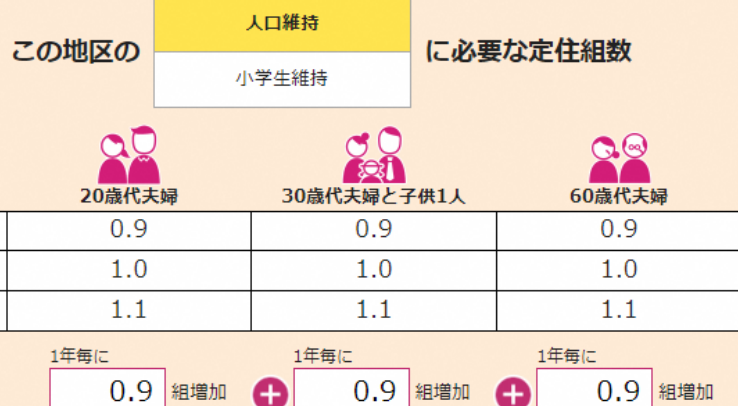 人口維持
この地区の
に必要な定住組数
小学生維持
20歳代夫婦 30歳代夫婦と子供1人 60歳代夫婦
0.9 0.9 0.9
1.0 1.0 1.0
1.1 1.1 1.1
1年毎に 1年毎に 1年毎に
0.9 組増加 + 0.9 組増加 + 0.9 組増加